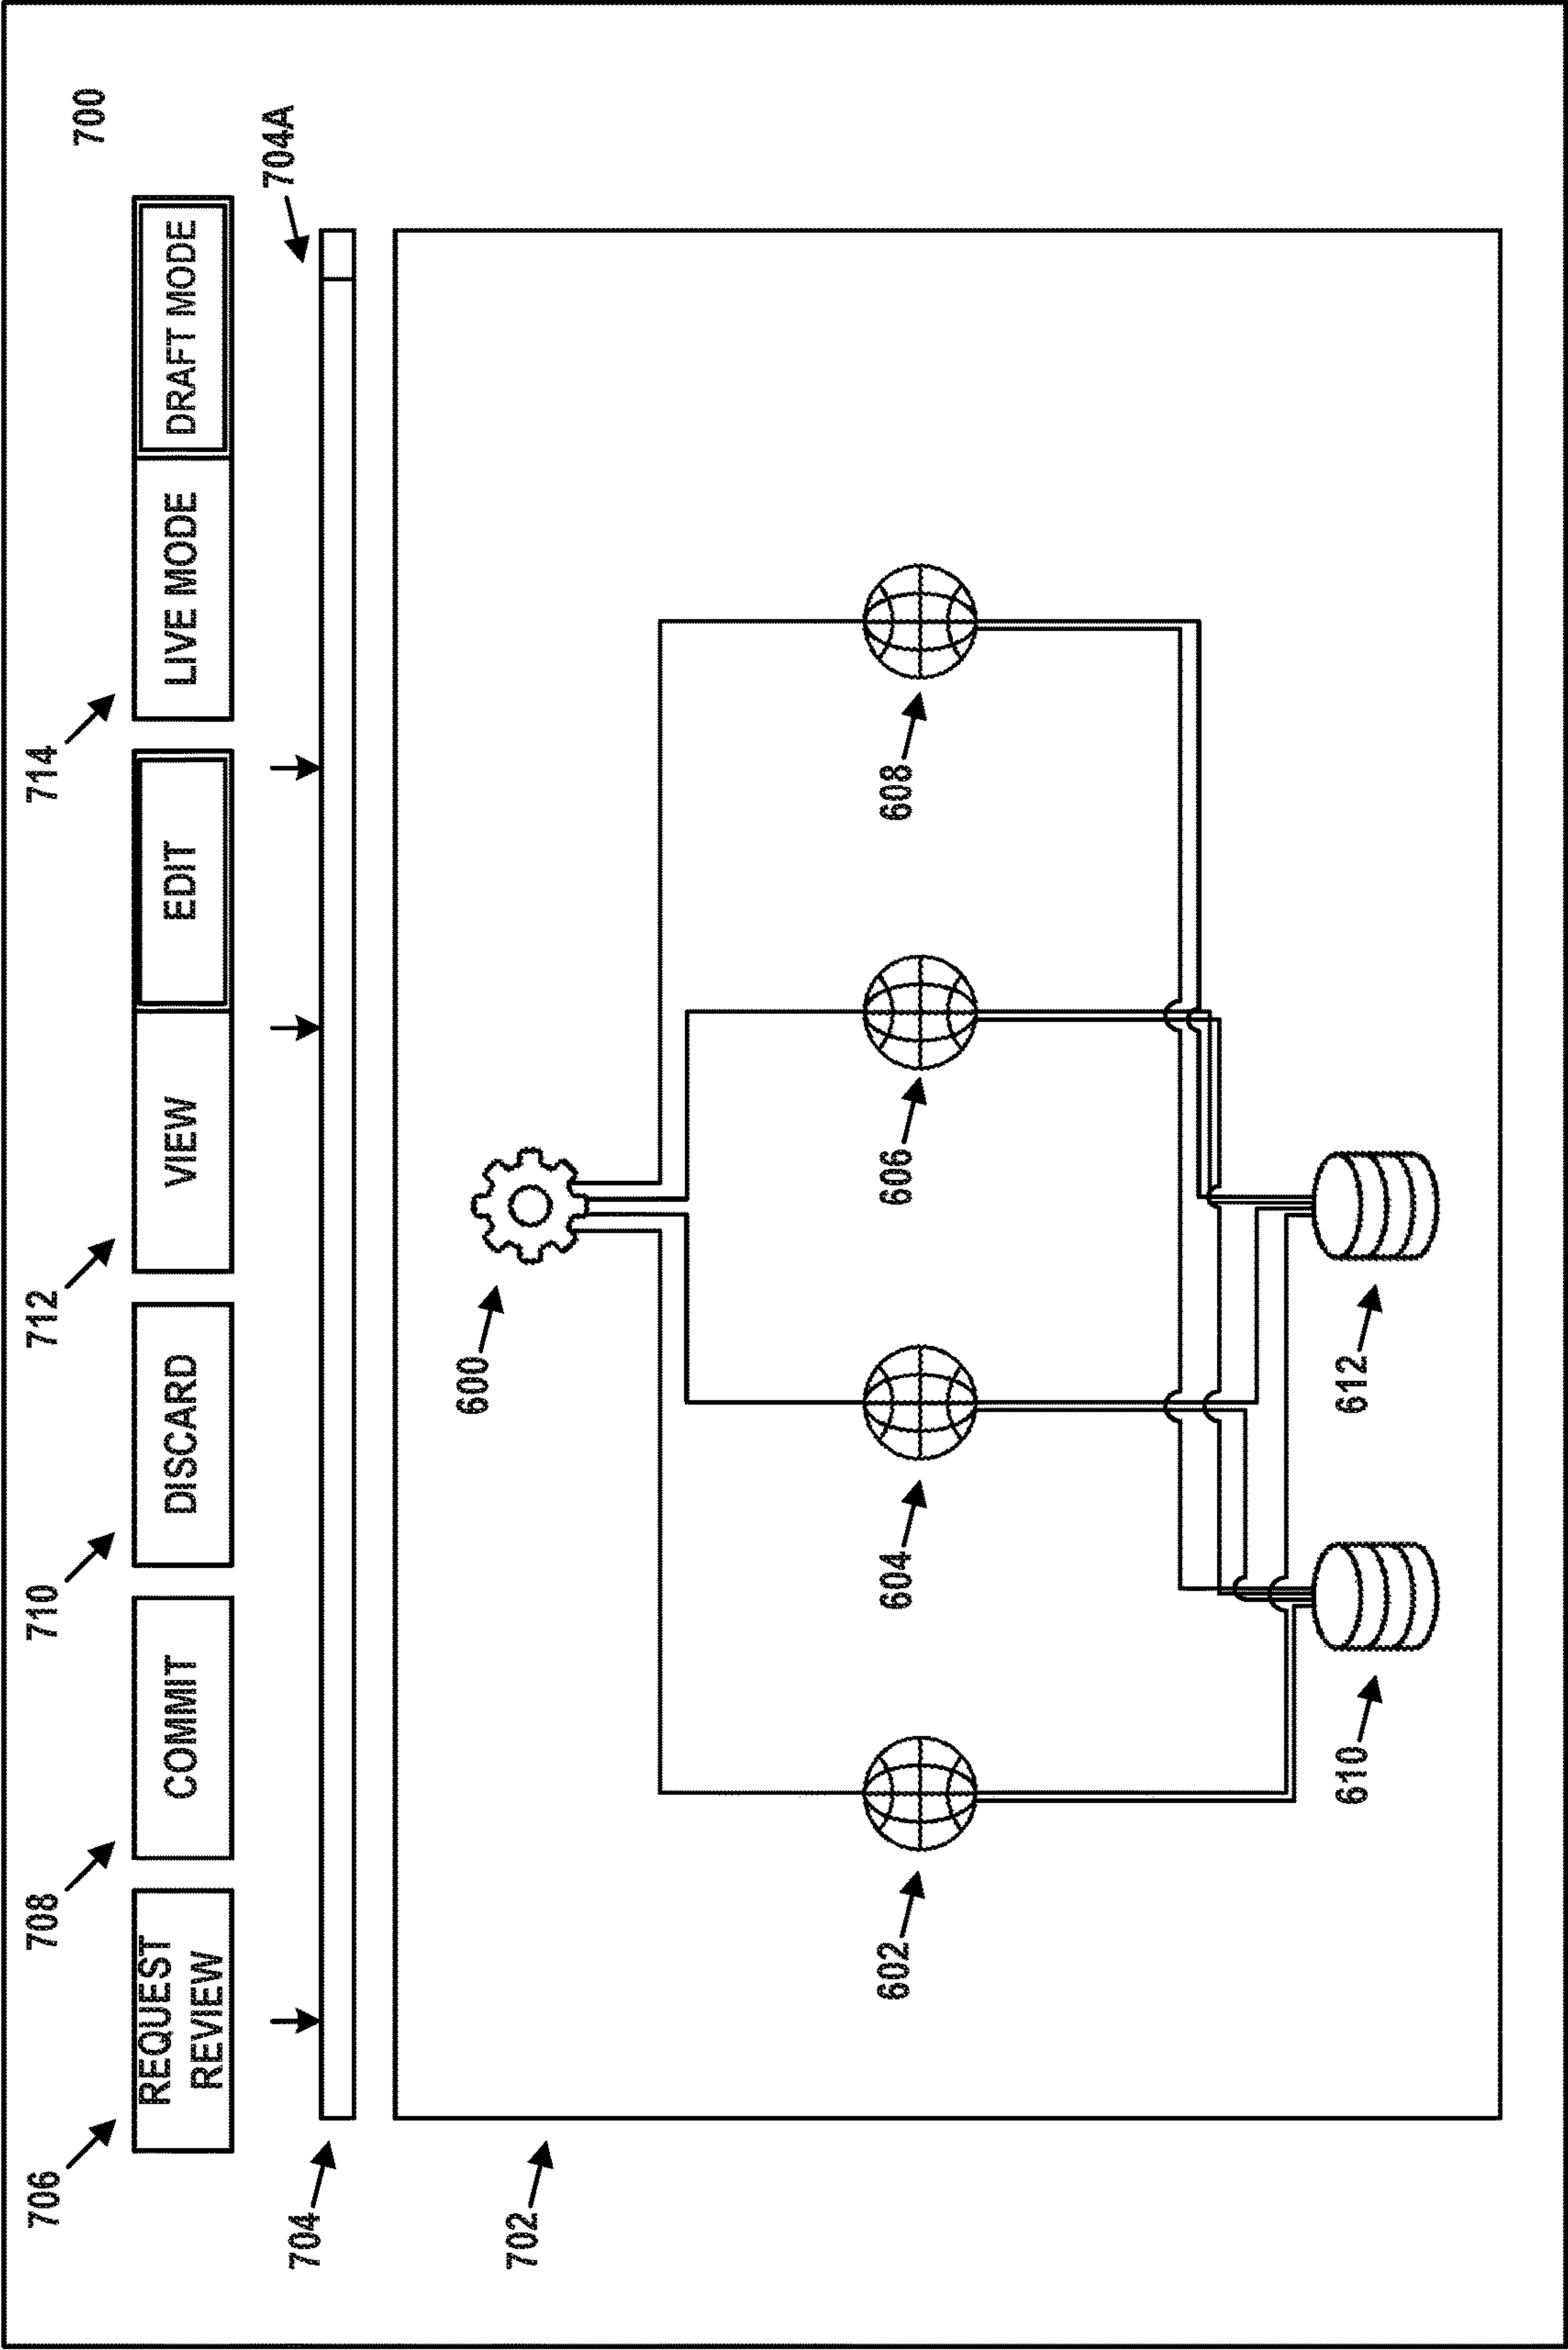 700
706
708
710
712
714
REQUEST
REVIEW
COMMIT
DISCARD
VIEW
EDIT
LIVE MODE
DRAFT MODE
704
704A
702
600
602
604
606
608
610
612